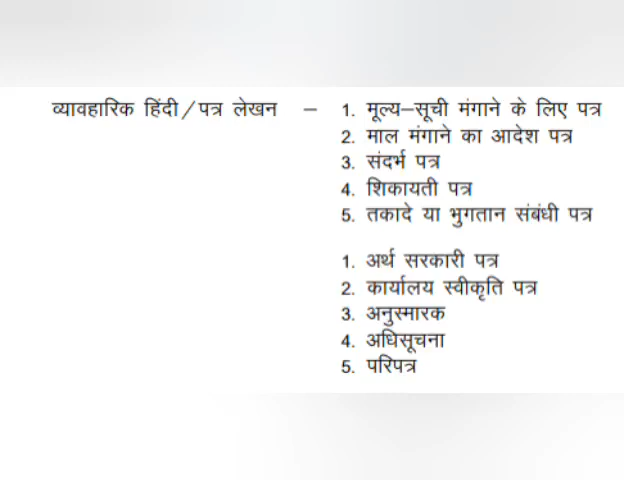 व्यावहारिक हिंदी/पत्र लेखन – 1. मूल्य–सूची मंगाने के लिए पत्र
2. माल मंगाने का आदेश पत्र
3. संदर्भ पत्र
4. शिकायती पत्र
5. तकादे या भुगतान संबंधी पत्र
1. अर्थ सरकारी पत्र
2. कार्यालय स्वीकृति पत्र
3. अनुस्मारक
4. अधिसूचना
5. परिपत्र